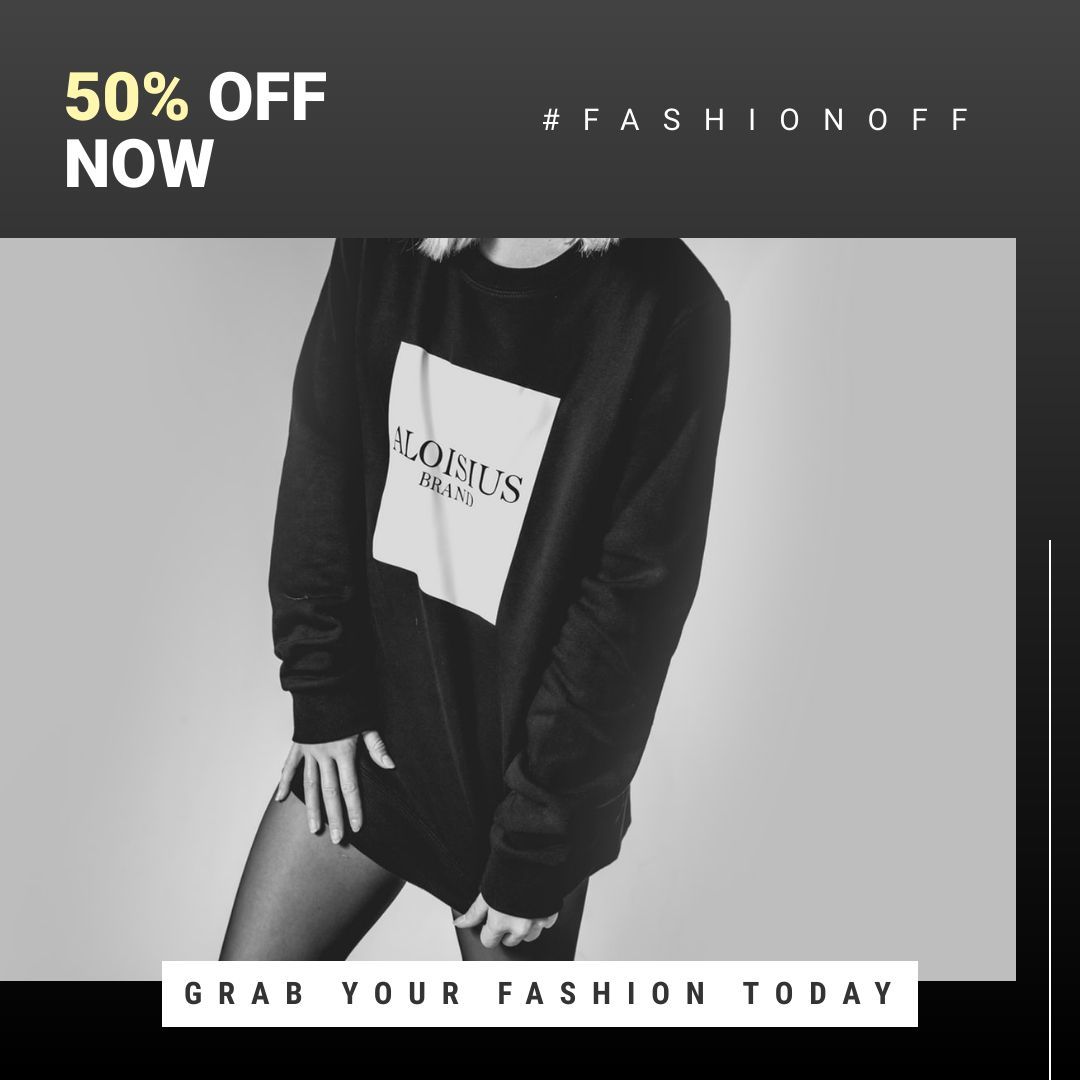 50% OFF
NOW
#FASHIONOFF
ALOISIUS
BRAND
GRAB YOUR FASHION TODAY